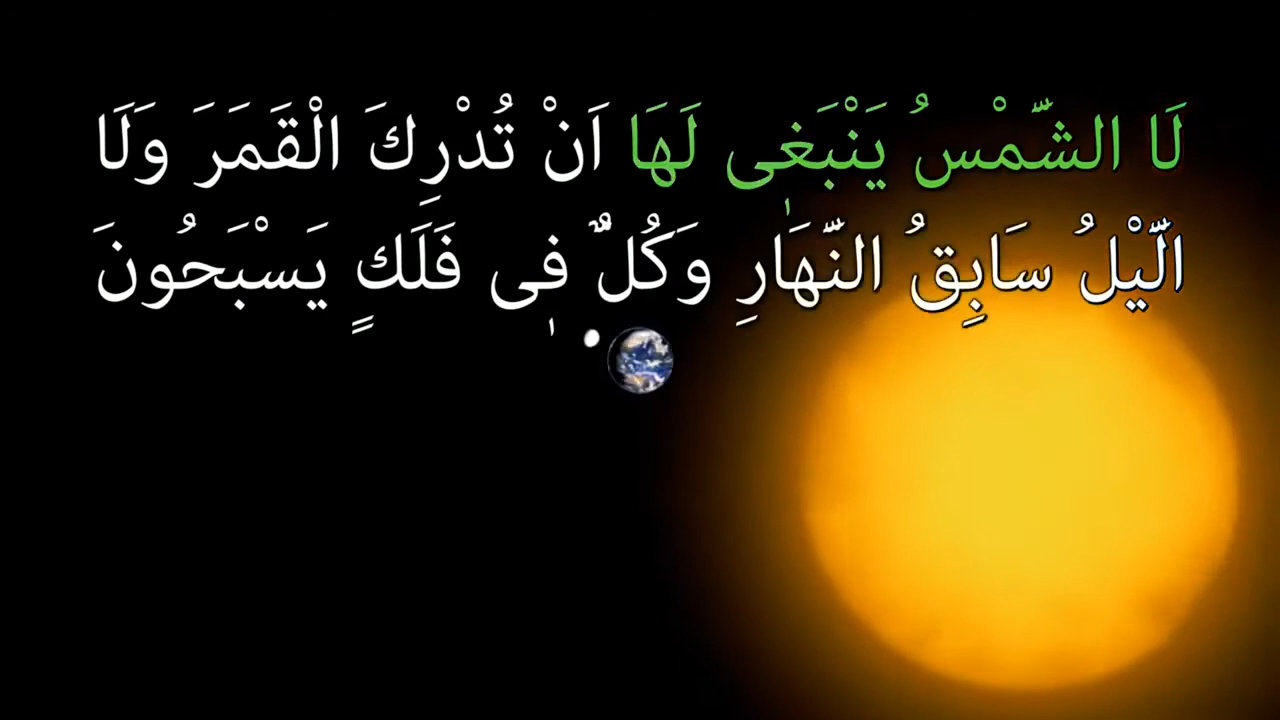 لَا الشَّمْسُ يَنْۢبَغِٖى لَهَا اَنْ تُدْرِكَ الْقَمَرَ وَلَا
الَّيْلُ سَابِقُ النَّهَارِ وَكُلٌّ فٖى فَلَكٍ يَسْبَحُونَ